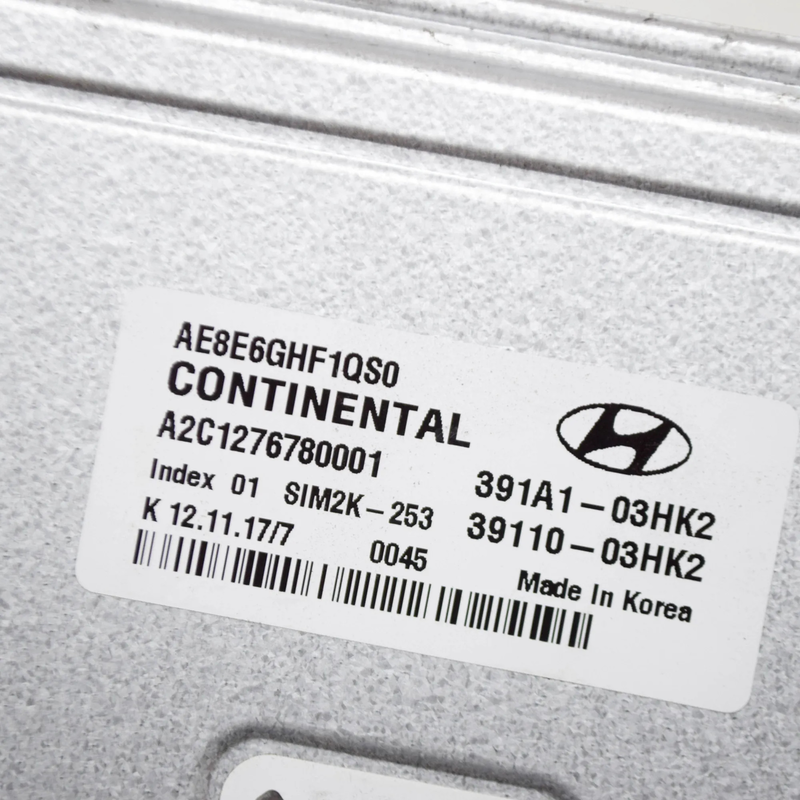 AE8E6GHF1QS0
CONTINENTAL
A2C1276780001
Index 01 SIM2K-253
K 12.11.17/7 0045
391A1-03HK2
39110-03HK2
Made In Korea